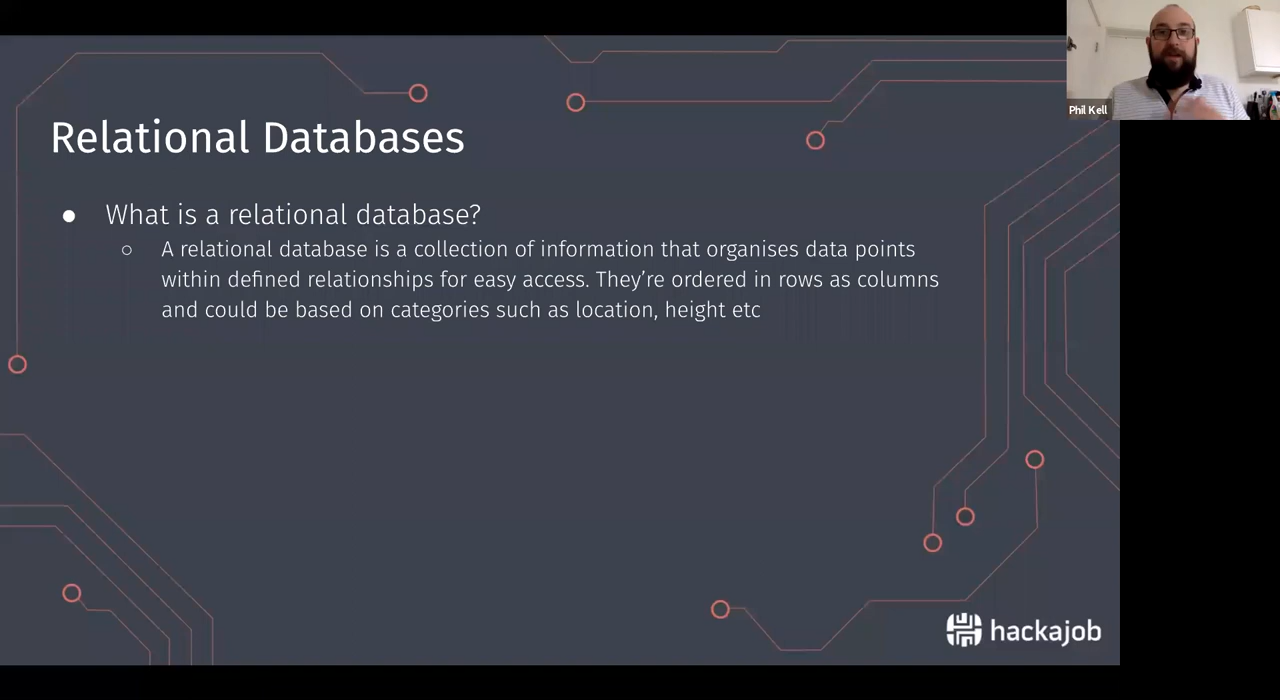 Phil Kell
Relational Databases
● What is a relational database?
○ A relational database is a collection of information that organises data points
within defined relationships for easy access. They’re ordered in rows as columns
and could be based on categories such as location, height etc
hackajob